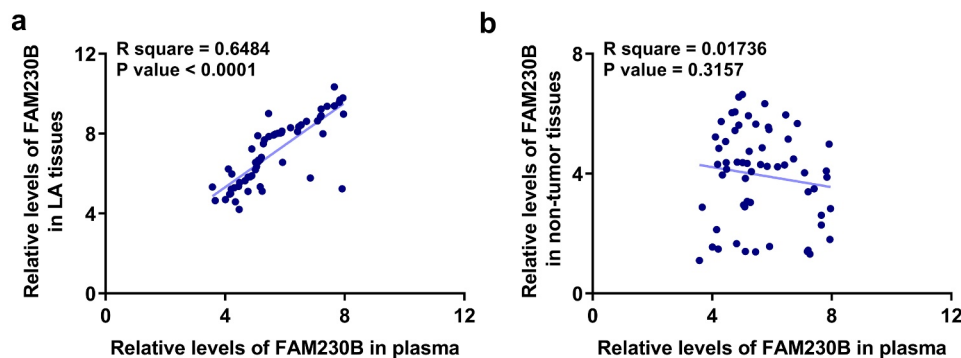 a
R square = 0.6484
P value < 0.0001
Relative levels of FAM230B
in LA tissues
12
8
4
0
0 4 8 12
Relative levels of FAM230B in plasma
b
R square = 0.01736
P value = 0.3157
Relative levels of FAM230B
in non-tumor tissues
8
4
0
0 4 8 12
Relative levels of FAM230B in plasma